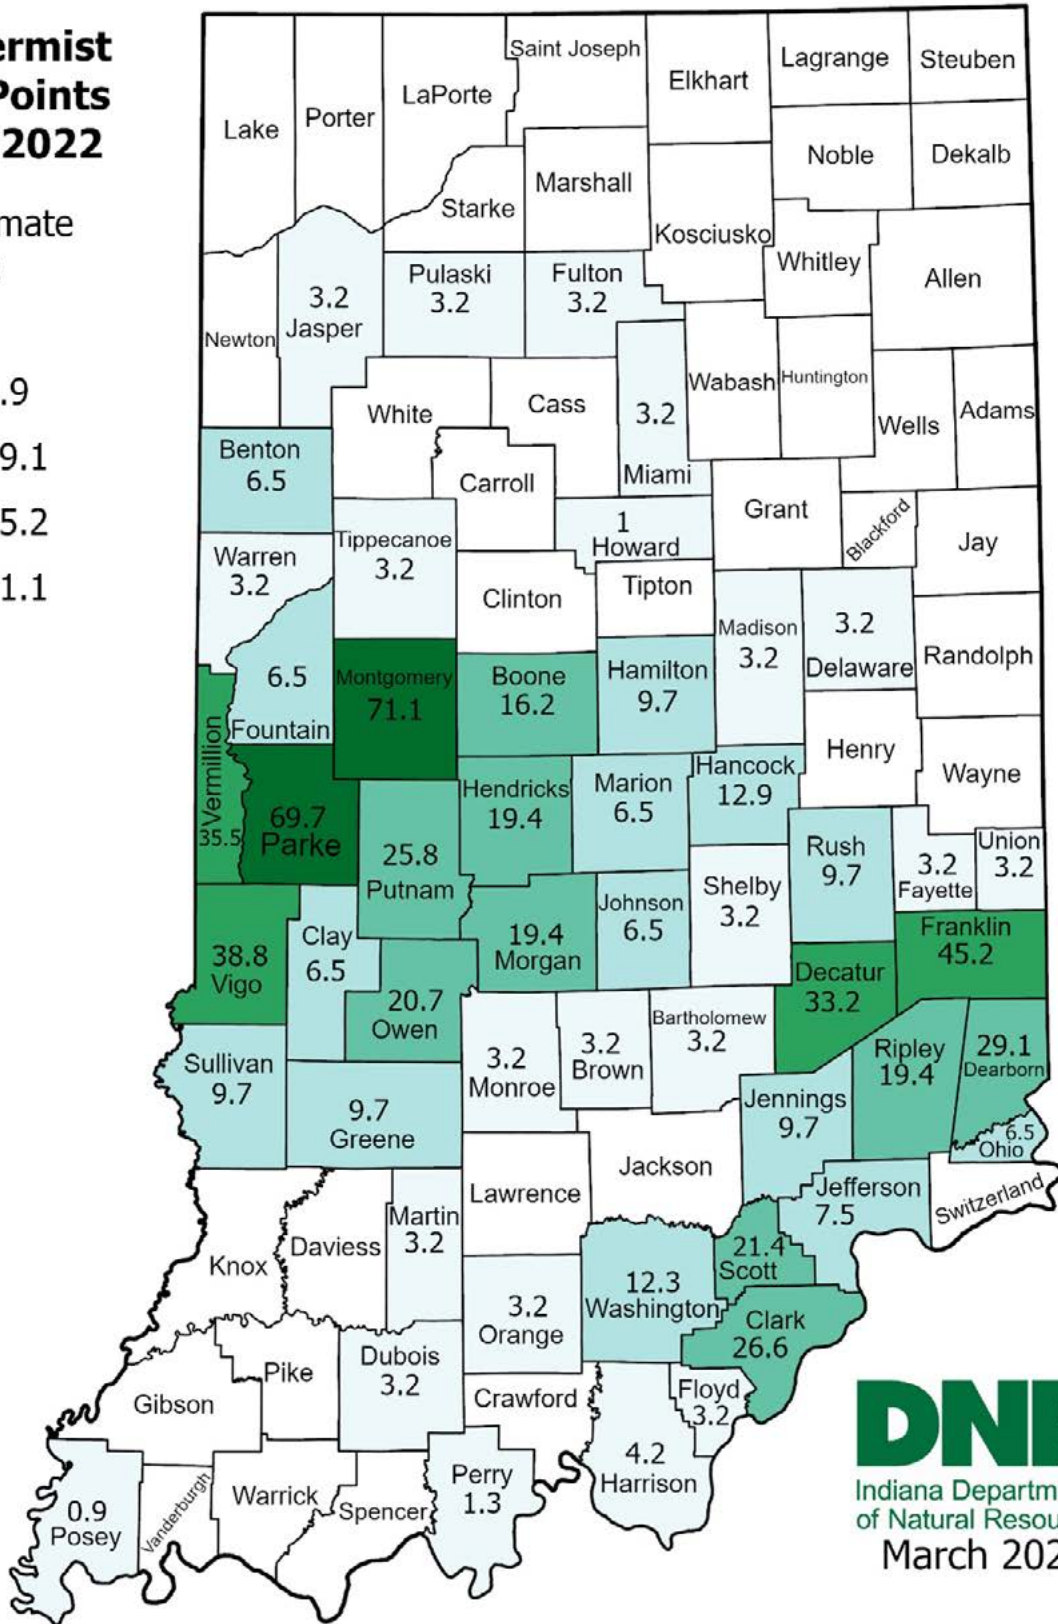 ermist
Points
2022
mate
.9
9.1
5.2
1.1
Lake
Porter
LaPorte
Saint Joseph
Elkhart
Lagrange
Steuben
Noble
Dekalb
Marshall
Starke
Kosciusko
Whitley
Allen
Newton
3.2
Jasper
Pulaski
3.2
Fulton
3.2
White
Cass
3.2
Miami
Wabash
Huntington
Wells
Adams
Benton
6.5
Carroll
Grant
Blackford
Jay
Warren
3.2
Tippecanoe
3.2
1
Howard
Clinton
Tipton
Madison
3.2
3.2
Delaware
Randolph
6.5
Fountain
Montgomery
71.1
Boone
16.2
Hamilton
9.7
Henry
Wayne
Vermillion
35.5
69.7
Parke
25.8
Putnam
Hendricks
19.4
Marion
6.5
Hancock
12.9
Rush
9.7
3.2
Fayette
Union
3.2
38.8
Vigo
Clay
6.5
20.7
Owen
19.4
Morgan
Johnson
6.5
Shelby
3.2
Decatur
33.2
Franklin
45.2
Sullivan
9.7
9.7
Greene
3.2
Monroe
3.2
Brown
Bartholomew
3.2
Jennings
9.7
Ripley
19.4
29.1
Dearborn
6.5
Ohio
Switzerland
Jefferson
7.5
Knox
Daviess
Martin
3.2
Lawrence
Jackson
3.2
Orange
12.3
Washington
21.4
Scott
Clark
26.6
Gibson
Pike
Dubois
3.2
Crawford
4.2
Harrison
Floyd
3.2
0.9
Posey
Vanderburgh
Warrick
Spencer
Perry
1.3
DN
Indiana Departm
of Natural Resou
March 202